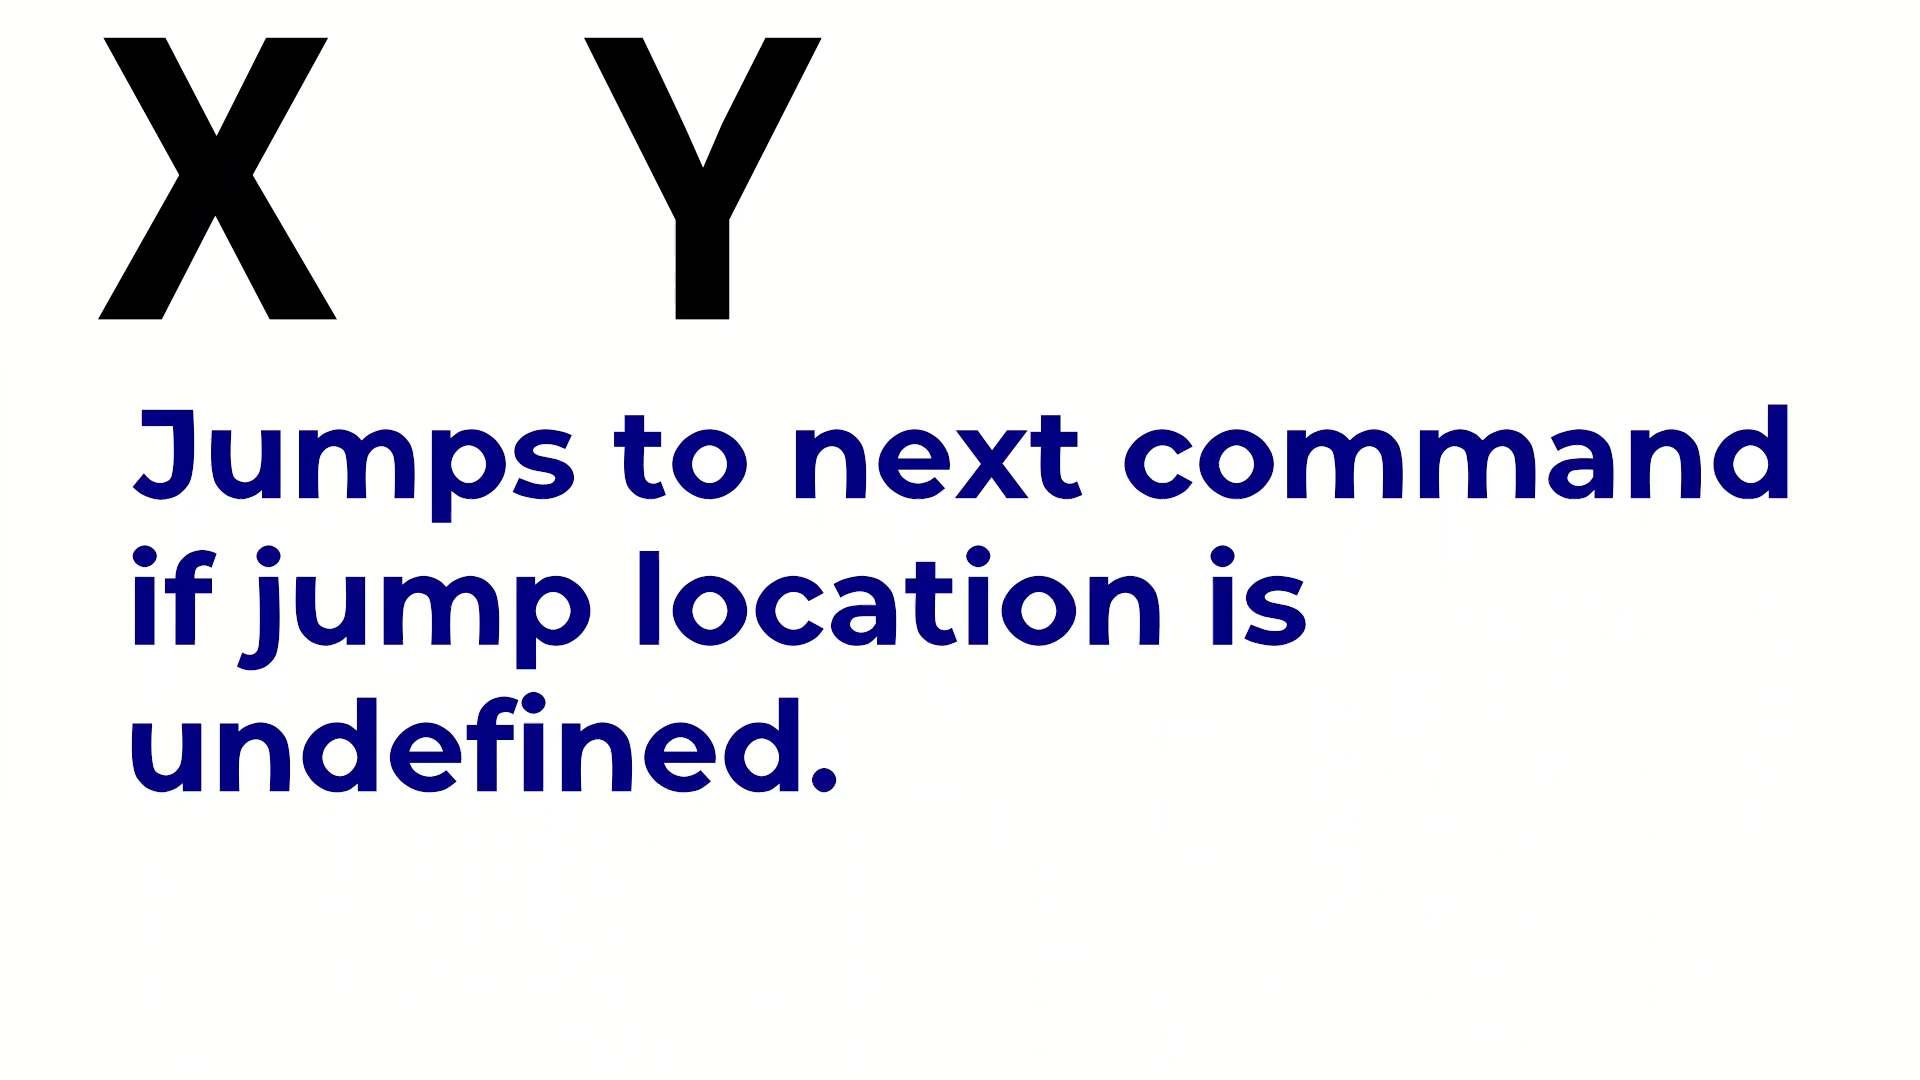 X Y
Jumps to next command
if jump location is
undefined.